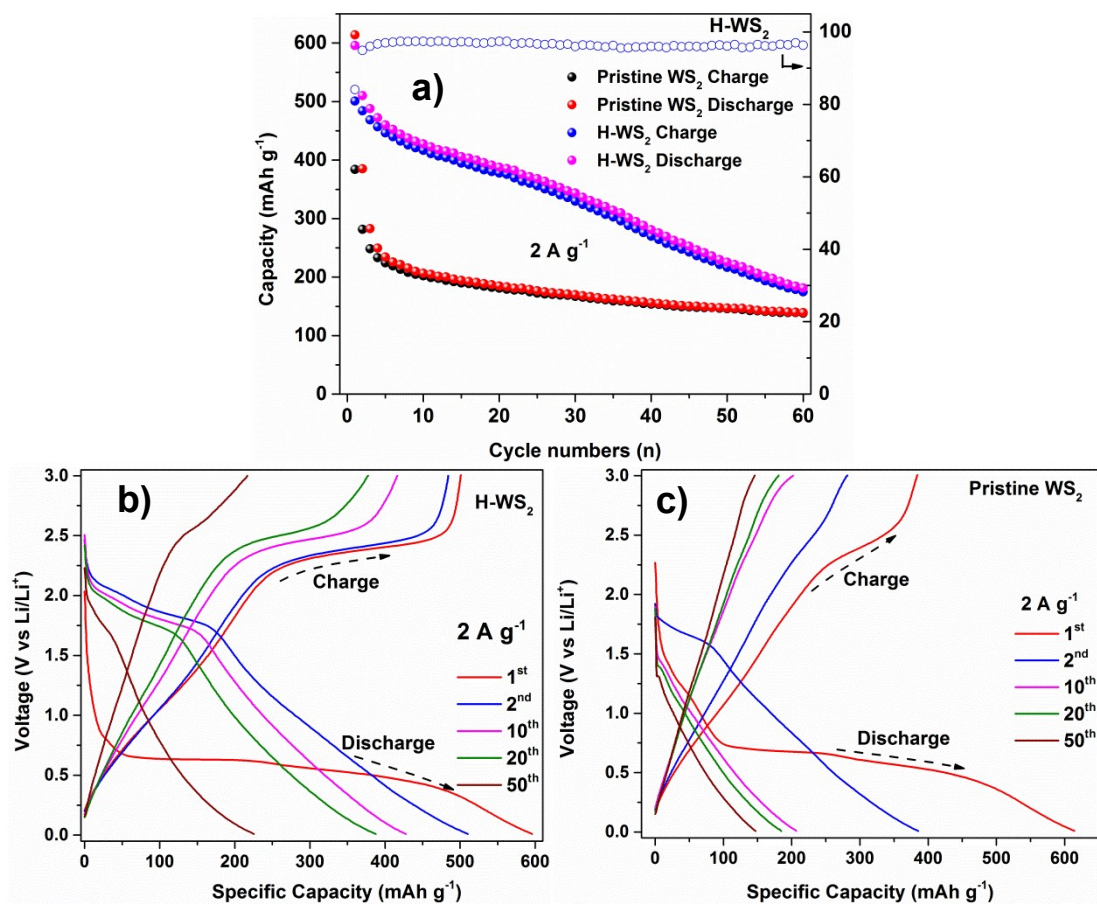 a)
H-WS₂
Pristine WS₂ Charge
Pristine WS₂ Discharge
H-WS₂ Charge
H-WS₂ Discharge
2 A g⁻¹
Capacity (mAh g⁻¹)
600
500
400
300
200
100
0
100
80
60
40
20
0
0 10 20 30 40 50 60
Cycle numbers (n)
b)
H-WS₂
Charge
Discharge
2 A g⁻¹
1ˢᵗ
2ⁿᵈ
10ᵗʰ
20ᵗʰ
50ᵗʰ
Voltage (V vs Li/Li⁺)
3.0
2.5
2.0
1.5
1.0
0.5
0.0
0 100 200 300 400 500 600
Specific Capacity (mAh g⁻¹)
c)
Pristine WS₂
Charge
Discharge
2 A g⁻¹
1ˢᵗ
2ⁿᵈ
10ᵗʰ
20ᵗʰ
50ᵗʰ
Voltage (V vs Li/Li⁺)
3.0
2.5
2.0
1.5
1.0
0.5
0.0
0 100 200 300 400 500 600
Specific Capacity (mAh g⁻¹)